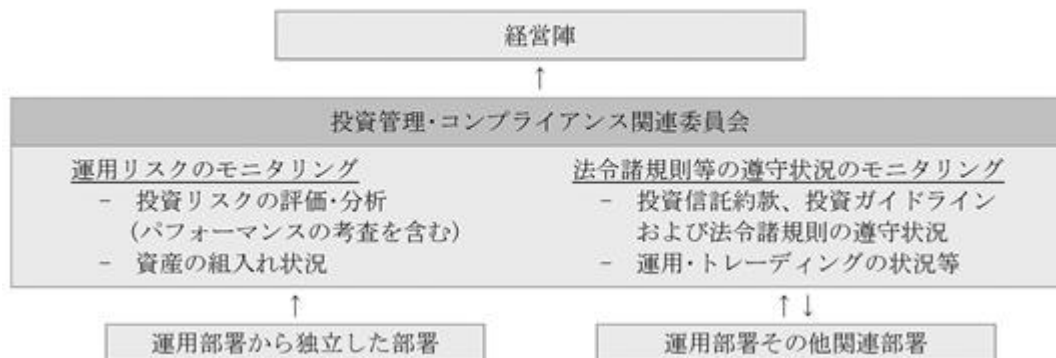 経営陣
↑
投資管理・コンプライアンス関連委員会
運用リスクのモニタリング
－ 投資リスクの評価・分析
(パフォーマンスの考査を含む)
－ 資産の組入れ状況
法令諸規則等の遵守状況のモニタリング
－ 投資信託約款、投資ガイドライン
および法令諸規則の遵守状況
－ 運用・トレーディングの状況等
↑
↑↓
運用部署から独立した部署
運用部署その他関連部署